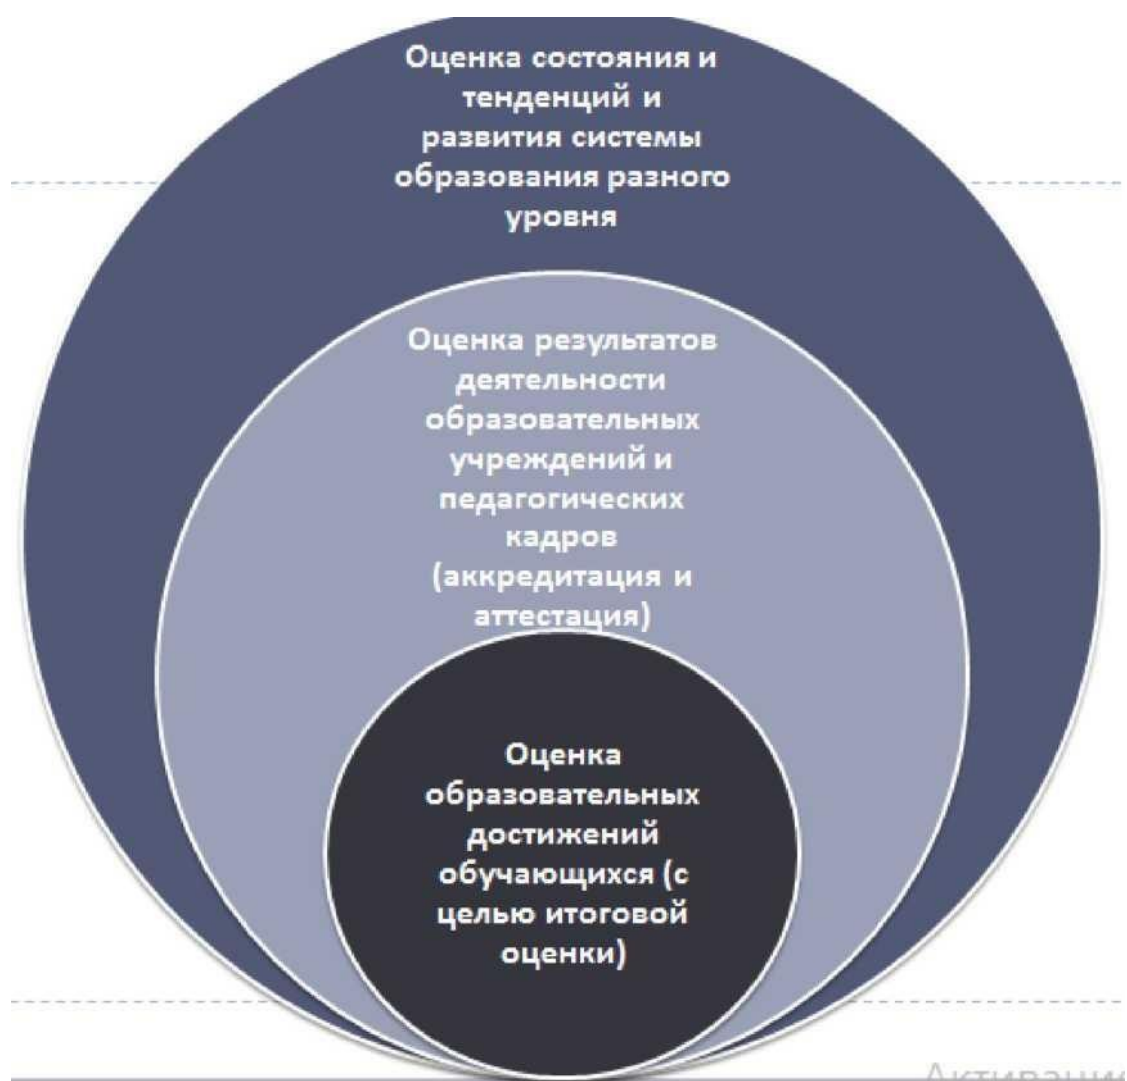 Оценка состояния и
тенденций и
развития системы
образования разного
уровня
Оценка результатов
деятельности
образовательных
учреждений и
педагогических
кадров
(аккредитация и
аттестация)
Оценка
образовательных
достижений
обучающихся (с
целью итоговой
оценки)